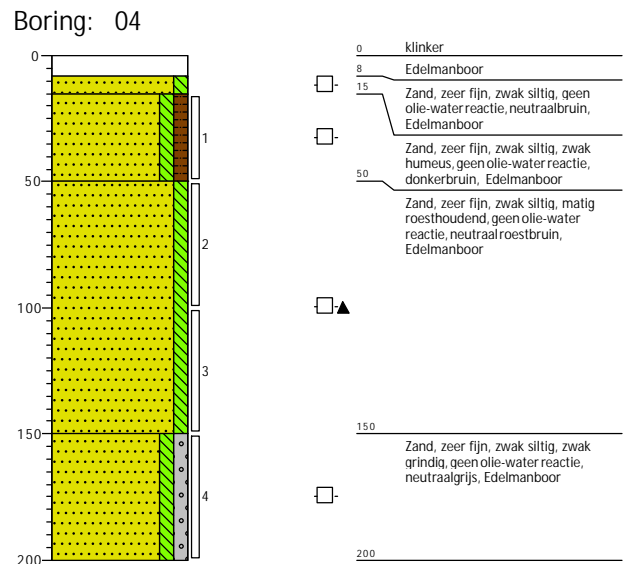 Boring: 04
0
50
100
150
200
1
2
3
4
0
klinker
8
Edelmanboor
15
Zand, zeer fijn, zwak siltig, geen
olie-water reactie, neutraalbruin,
Edelmanboor
Zand, zeer fijn, zwak siltig, zwak
humeus, geen olie-water reactie,
donkerbruin, Edelmanboor
50
Zand, zeer fijn, zwak siltig, matig
roesthoudend, geen olie-water
reactie, neutraal roestbruin,
Edelmanboor
150
Zand, zeer fijn, zwak siltig, zwak
grindig, geen olie-water reactie,
neutraalgrijs, Edelmanboor
200